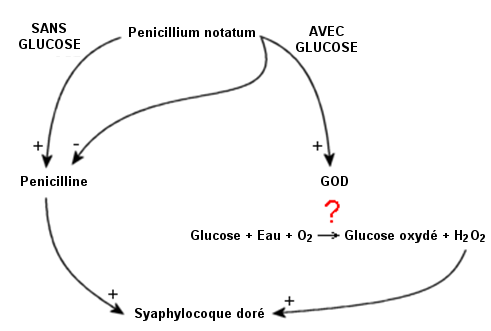 SANS
GLUCOSE
Penicillium notatum
AVEC
GLUCOSE
+
-
+
Penicilline
GOD
?
Glucose + Eau + O₂ → Glucose oxydé + H₂O₂
+
+
Syaphylocoque doré